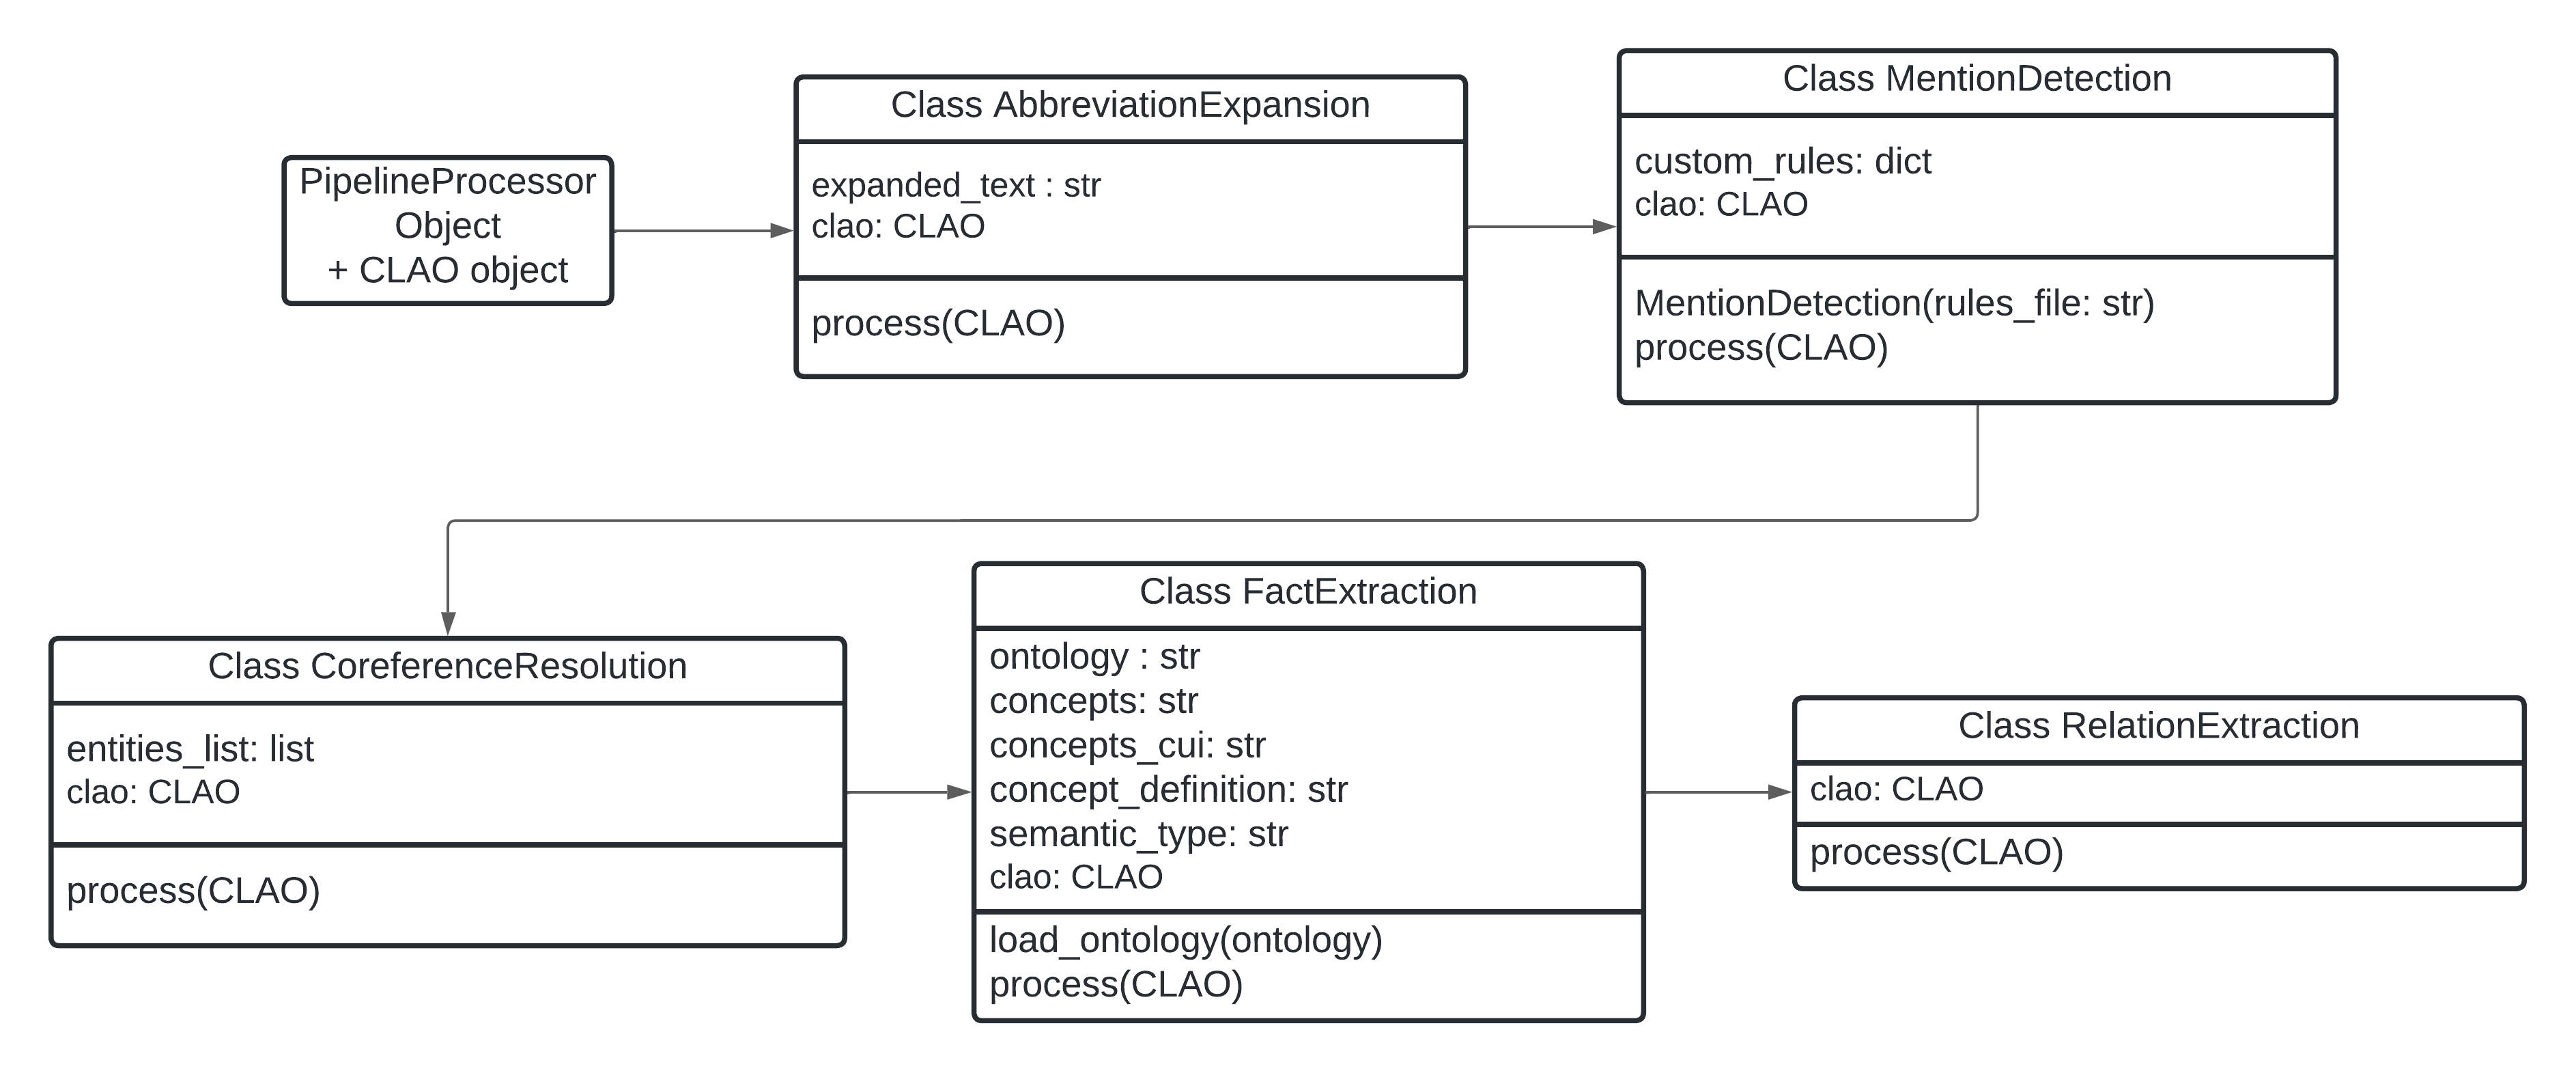 PipelineProcessor
Object
+ CLAO object
Class AbbreviationExpansion
expanded_text : str
clao: CLAO
process(CLAO)
Class MentionDetection
custom_rules: dict
clao: CLAO
MentionDetection(rules_file: str)
process(CLAO)
Class CoreferenceResolution
entities_list: list
clao: CLAO
process(CLAO)
Class FactExtraction
ontology : str
concepts: str
concepts_cui: str
concept_definition: str
semantic_type: str
clao: CLAO
load_ontology(ontology)
process(CLAO)
Class RelationExtraction
clao: CLAO
process(CLAO)